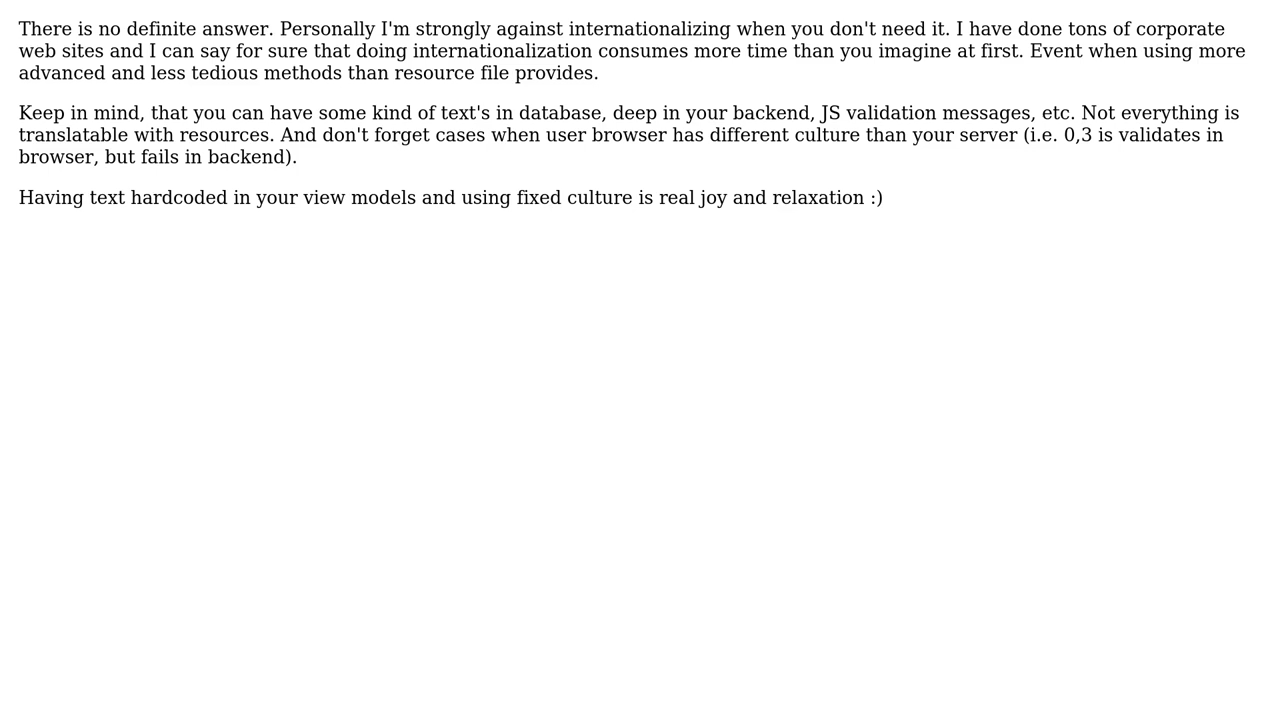 There is no definite answer. Personally I'm strongly against internationalizing when you don't need it. I have done tons of corporate
web sites and I can say for sure that doing internationalization consumes more time than you imagine at first. Event when using more
advanced and less tedious methods than resource file provides.
Keep in mind, that you can have some kind of text's in database, deep in your backend, JS validation messages, etc. Not everything is
translatable with resources. And don't forget cases when user browser has different culture than your server (i.e. 0,3 is validates in
browser, but fails in backend).
Having text hardcoded in your view models and using fixed culture is real joy and relaxation :)